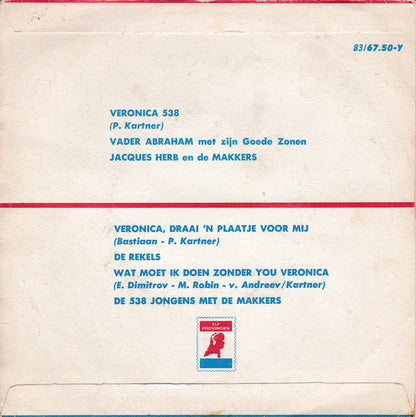 83/67.50-Y
VERONICA 538
(P. Kartner)
VADER ABRAHAM met zijn Goede Zonen
JACQUES HERB en de MAKKERS
VERONICA, DRAAI 'N PLAATJE VOOR MIJ
(Bastiaan - P. Kartner)
DE REKELS
WAT MOET IK DOEN ZONDER YOU VERONICA
(E. Dimitrov - M. Robin - v. Andreev/Kartner)
DE 538 JONGENS MET DE MAKKERS
ELF
PROVINCIEN